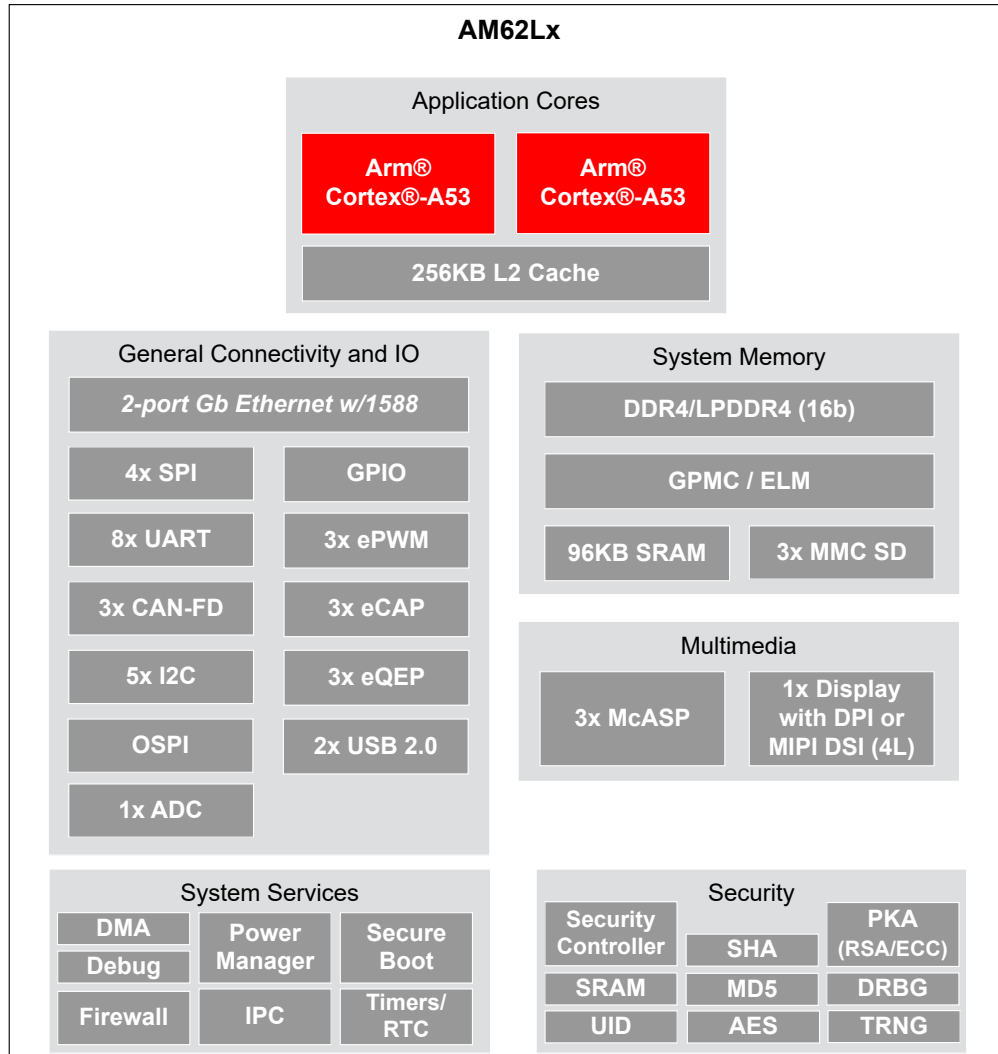 AM62Lx
Application Cores
Arm®
Cortex®-A53
Arm®
Cortex®-A53
256KB L2 Cache
General Connectivity and IO
2-port Gb Ethernet w/1588
4x SPI
GPIO
8x UART
3x ePWM
3x CAN-FD
3x eCAP
5x I2C
3x eQEP
OSPI
2x USB 2.0
1x ADC
System Memory
DDR4/LPDDR4 (16b)
GPMC / ELM
96KB SRAM
3x MMC SD
Multimedia
3x McASP
1x Display
with DPI or
MIPI DSI (4L)
System Services
DMA
Debug
Power
Manager
Secure
Boot
Firewall
IPC
Timers/
RTC
Security
Security
Controller
SHA
PKA
(RSA/ECC)
SRAM
MD5
DRBG
UID
AES
TRNG